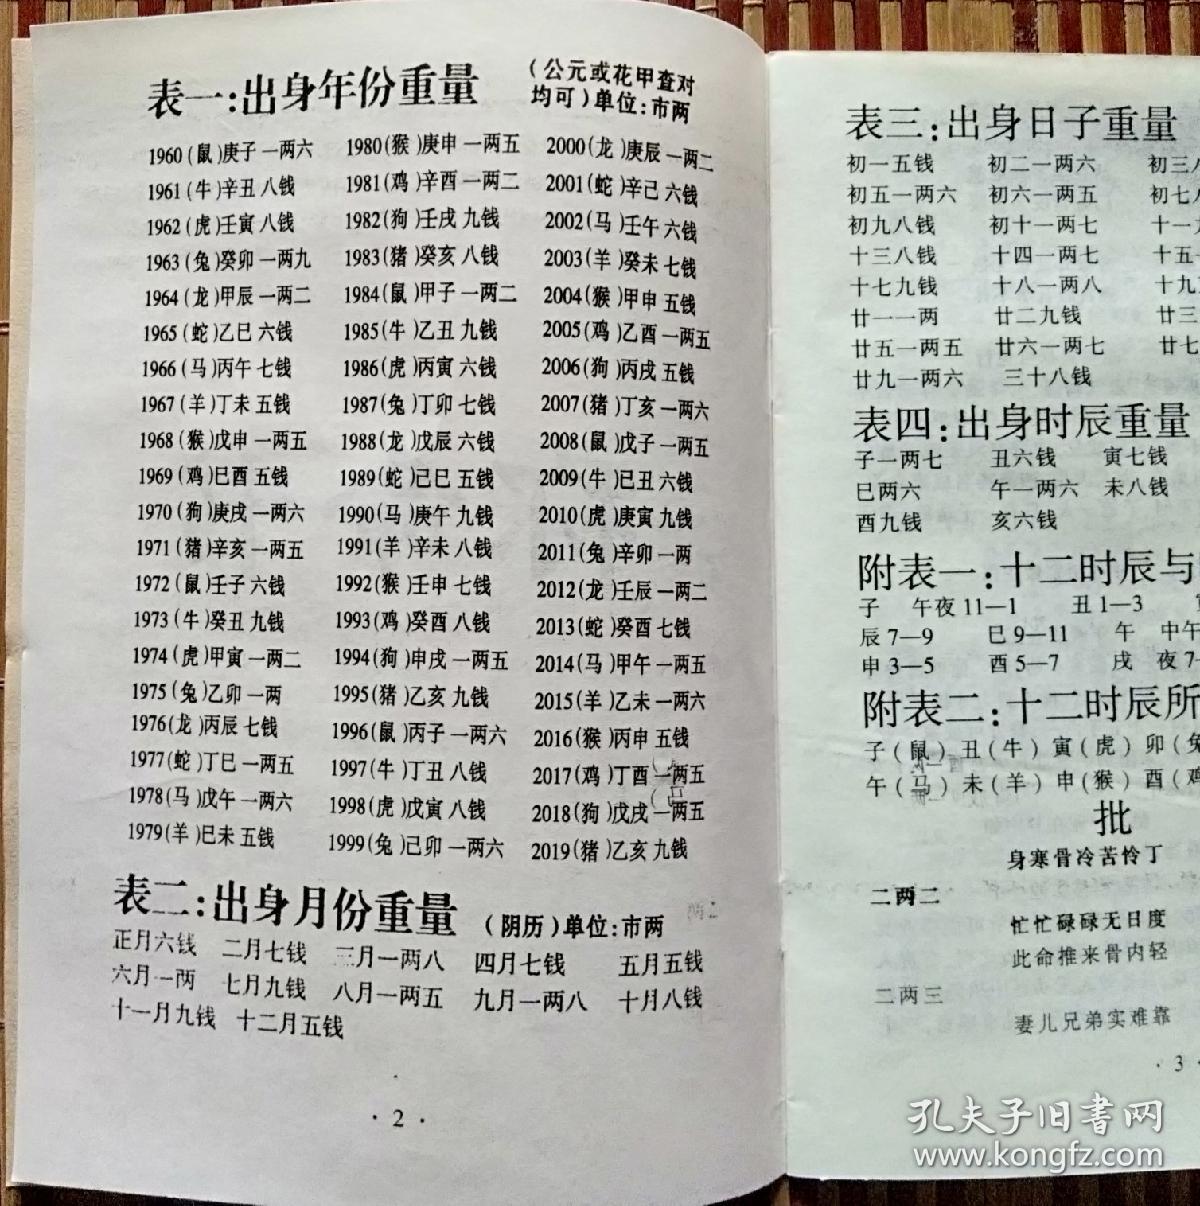 表一:出身年份重量 (公元或花甲查对
均可)单位:市两
1960(鼠)庚子一两六 1980(猴)庚申一两五 2000(龙)庚辰一两二
1961(牛)辛丑八钱 1981(鸡)辛酉一两二 2001(蛇)辛己六钱
1962(虎)壬寅八钱 1982(狗)壬戌九钱 2002(马)壬午六钱
1963(兔)癸卯一两九 1983(猪)癸亥八钱 2003(羊)癸未七钱
1964(龙)甲辰一两二 1984(鼠)甲子一两二 2004(猴)甲申五钱
1965(蛇)乙巳六钱 1985(牛)乙丑九钱 2005(鸡)乙酉一两五
1966(马)丙午七钱 1986(虎)丙寅六钱 2006(狗)丙戌五钱
1967(羊)丁未五钱 1987(兔)丁卯七钱 2007(猪)丁亥一两六
1968(猴)戊申一两五 1988(龙)戊辰六钱 2008(鼠)戊子一两五
1969(鸡)巳酉五钱 1989(蛇)己巳五钱 2009(牛)巳丑六钱
1970(狗)庚戌一两六 1990(马)庚午九钱 2010(虎)庚寅九钱
1971(猪)辛亥一两五 1991(羊)辛未八钱 2011(兔)辛卯一两
1972(鼠)壬子六钱 1992(猴)壬申七钱 2012(龙)壬辰一两二
1973(牛)癸丑九钱 1993(鸡)癸酉八钱 2013(蛇)癸酉七钱
1974(虎)甲寅一两二 1994(狗)申戌一两五 2014(马)甲午一两五
1975(兔)乙卯一两 1995(猪)乙亥九钱 2015(羊)乙未一两六
1976(龙)丙辰七钱 1996(鼠)丙子一两六 2016(猴)丙申五钱
1977(蛇)丁巳一两五 1997(牛)丁丑八钱 2017(鸡)丁酉一两五
1978(马)戊午一两六 1998(虎)戊寅八钱 2018(狗)戊戌一两五
1979(羊)巳未五钱 1999(兔)己卯一两六 2019(猪)乙亥九钱
表二:出身月份重量 (阴历)单位:市两
正月六钱 二月七钱 三月一两八 四月七钱 五月五钱
六月一两 七月九钱 八月一两五 九月一两八 十月八钱
十一月九钱 十二月五钱
·2·
表三:出身日子重量
初一五钱 初二一两六 初三
初五一两六 初六一两五 初七
初九八钱 初十一两七 十一
十三八钱 十四一两七 十五
十七九钱 十八一两八 十九
廿一一两 廿二九钱 廿三
廿五一两五 廿六一两七 廿七
廿九一两六 三十八钱
表四:出身时辰重量
子一两七 丑六钱 寅七钱
巳两六 午一两六 未八钱
酉九钱 亥六钱
附表一:十二时辰与
子 午夜11—1 丑1—3
辰7—9 巳9—11 午 中午
申3—5 酉5—7 戌 夜7
附表二:十二时辰所
子(鼠)丑(牛)寅(虎)卯(兔
午(马)未(羊)申(猴)酉(鸡
批
身寒骨冷苦伶丁
二两二
忙忙碌碌无日度
此命推来骨内轻
二两三
妻儿兄弟实难靠
·3·
孔夫子旧书网
www.kongfz.com